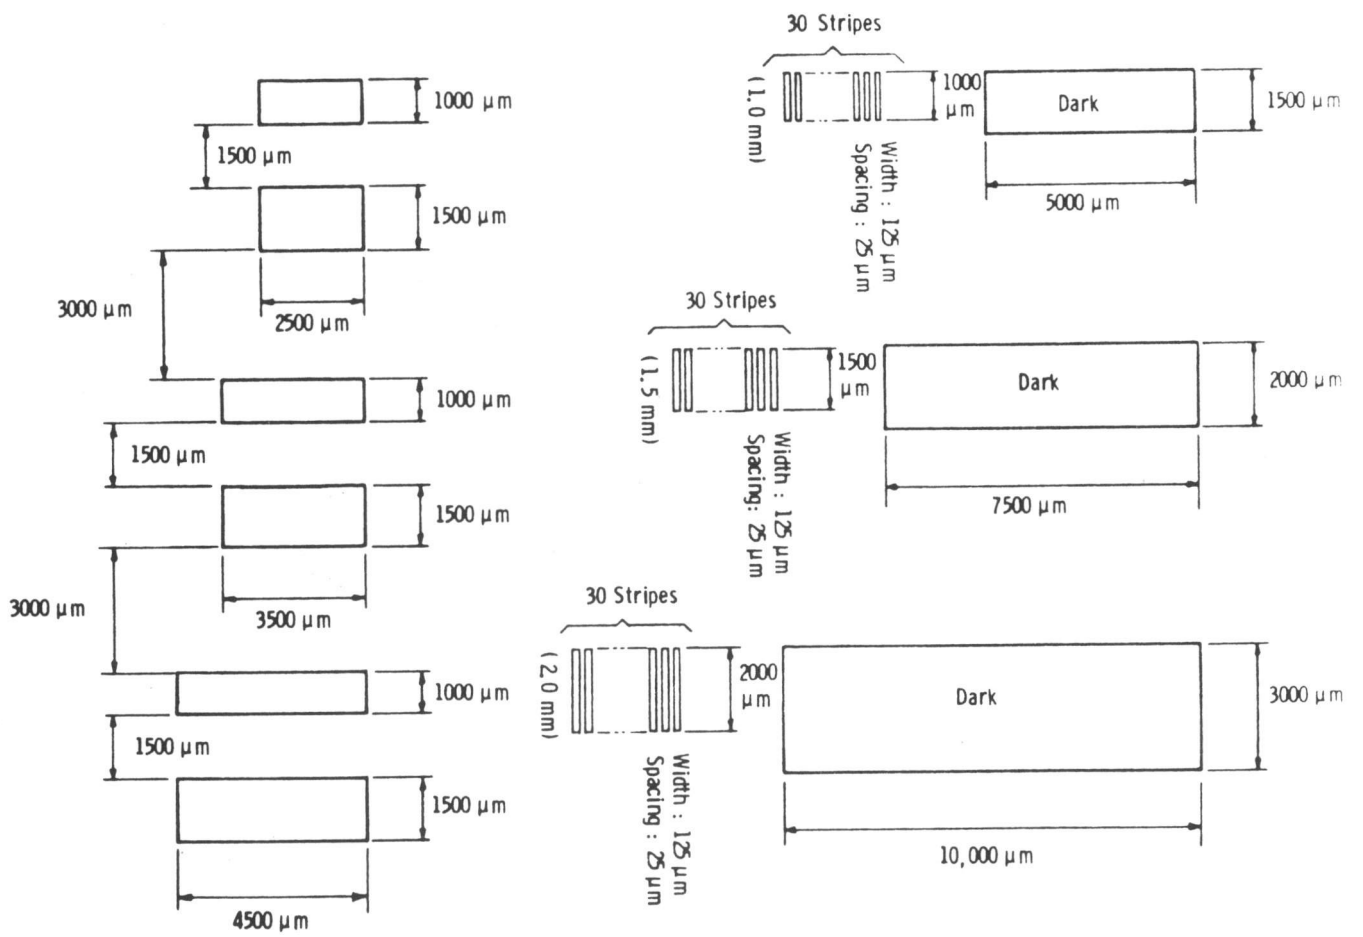 1000 μm
1500 μm
1500 μm
3000 μm
2500 μm
1000 μm
1500 μm
1500 μm
3000 μm
3500 μm
1000 μm
1500 μm
1500 μm
4500 μm
30 Stripes
(1.0 mm)
1000
μm
Width : 125 μm
Spacing : 25 μm
Dark
1500 μm
5000 μm
30 Stripes
(1.5 mm)
1500
μm
Width : 125 μm
Spacing: 25 μm
Dark
2000 μm
7500 μm
30 Stripes
(2.0 mm)
2000
μm
Width : 125 μm
Spacing : 25 μm
Dark
3000 μm
10,000 μm